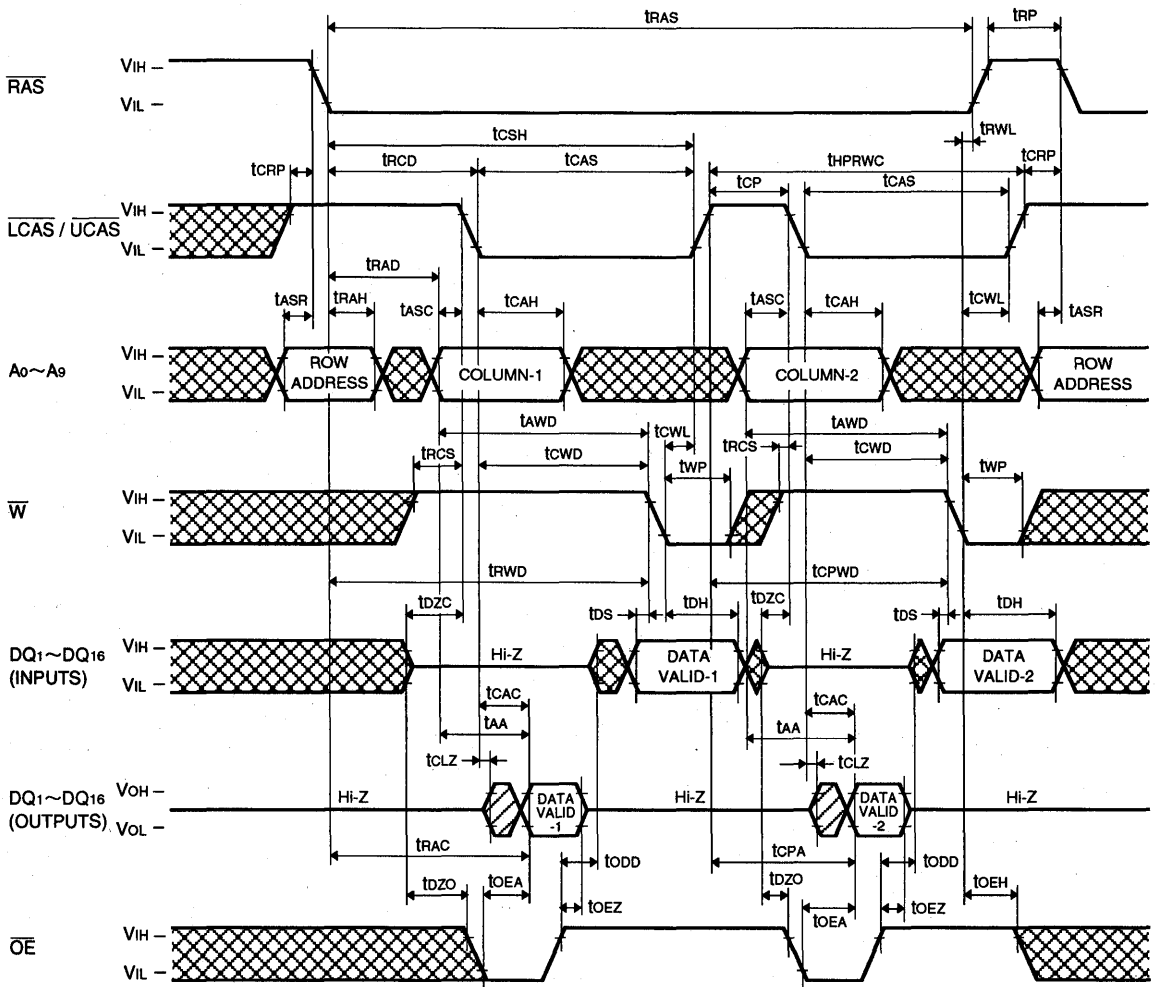 tRAS
tRP
RAS
VIH
VIL
tCSH
tRWL
tRCD
tCAS
tHPRWC
tCRP
tCRP
tCP
tCAS
LCAS / UCAS
VIH
VIL
tRAD
tASR
tRAH
tASC
tCAH
tASC
tCAH
tCWL
tASR
A0~A9
VIH
VIL
ROW ADDRESS
COLUMN-1
COLUMN-2
ROW ADDRESS
tAWD
tCWL
tAWD
tRCS
tCWD
tRCS
tCWD
tWP
tWP
W
VIH
VIL
tRWD
tCPWD
tDZC
tDS
tDH
tDZC
tDS
tDH
DQ1~DQ16
(INPUTS)
VIH
VIL
Hi-Z
DATA VALID-1
Hi-Z
DATA VALID-2
tCAC
tCAC
tAA
tAA
tCLZ
tCLZ
DQ1~DQ16
(OUTPUTS)
VOH
VOL
Hi-Z
DATA VALID -1
Hi-Z
DATA VALID -2
Hi-Z
tRAC
tODD
tCPA
tODD
tDZO
tOEA
tDZO
tOEH
tOEZ
tOEA
tOEZ
OE
VIH
VIL